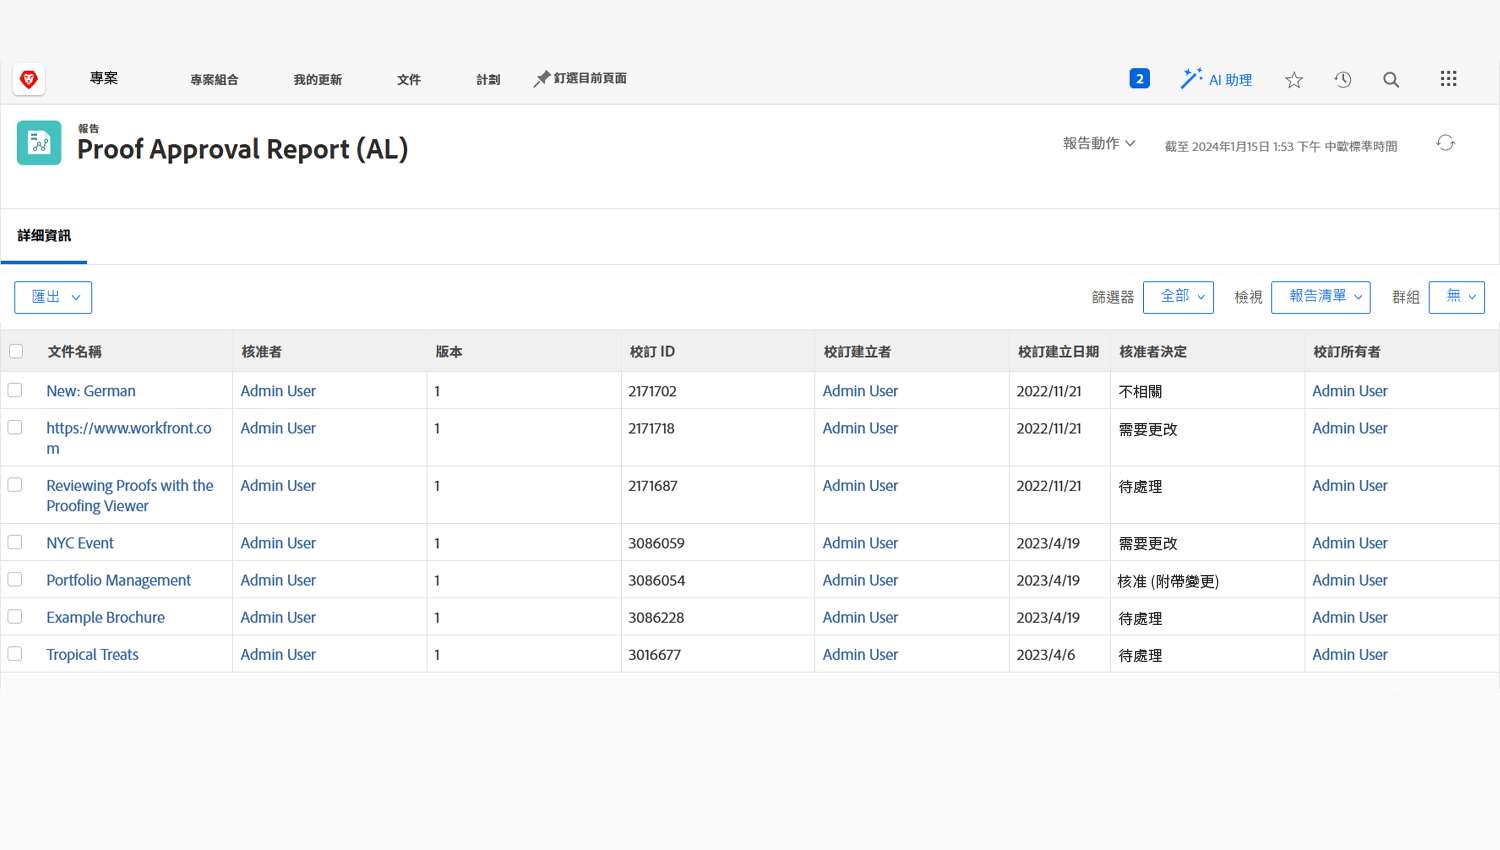 專案 專案組合 我的更新 文件 計劃 釘選目前頁面 2 AI 助理
報告
Proof Approval Report (AL)
報告動作 截至 2024年1月15日 1:53 下午 中歐標準時間
詳細資訊
匯出 篩選器 全部 檢視 報告清單 群組 無
文件名稱 核准者 版本 校訂 ID 校訂建立者 校訂建立日期 核准者決定 校訂所有者
New: German Admin User 1 2171702 Admin User 2022/11/21 不相關 Admin User
https://www.workfront.co Admin User 1 2171718 Admin User 2022/11/21 需要更改 Admin User
m
Reviewing Proofs with the Admin User 1 2171687 Admin User 2022/11/21 待處理 Admin User
Proofing Viewer
NYC Event Admin User 1 3086059 Admin User 2023/4/19 需要更改 Admin User
Portfolio Management Admin User 1 3086054 Admin User 2023/4/19 核准 (附帶變更) Admin User
Example Brochure Admin User 1 3086228 Admin User 2023/4/19 待處理 Admin User
Tropical Treats Admin User 1 3016677 Admin User 2023/4/6 待處理 Admin User